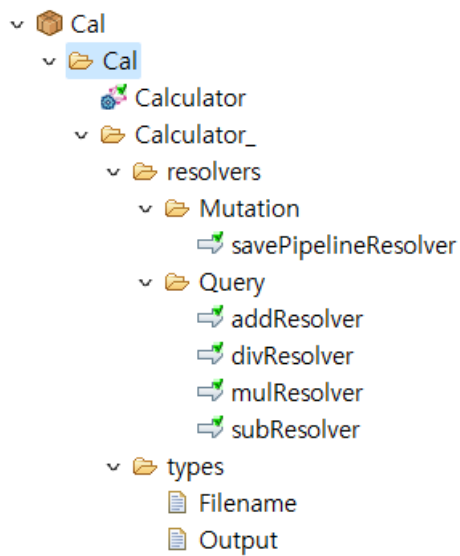 Cal
Cal
Calculator
Calculator_
resolvers
Mutation
savePipelineResolver
Query
addResolver
divResolver
mulResolver
subResolver
types
Filename
Output